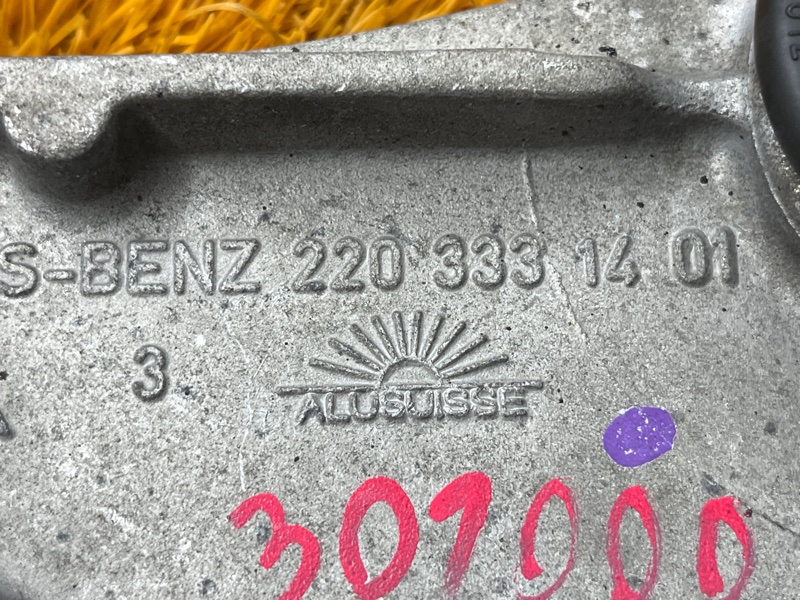 S-BENZ 220 333 14 01
3
ALUSUISSE
301000